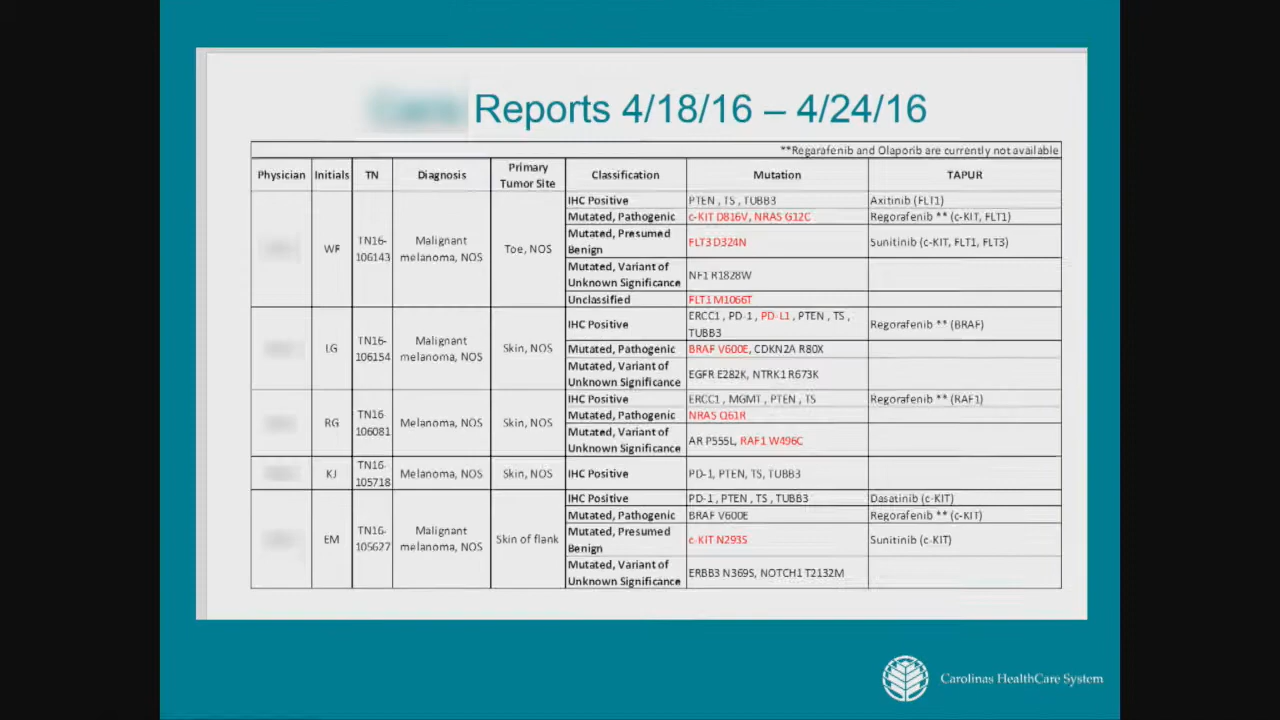 Reports 4/18/16 – 4/24/16
**Regarafenib and Olaporib are currently not available
Physician Initials TN Diagnosis Primary Tumor Site Classification Mutation TAPUR
WF TN16-106143 Malignant melanoma, NOS Toe, NOS
IHC Positive PTEN , TS , TUBB3 Axitinib (FLT1)
Mutated, Pathogenic c-KIT D816V, NRAS G12C Regorafenib ** (c-KIT, FLT1)
Mutated, Presumed Benign FLT3 D324N Sunitinib (c-KIT, FLT1, FLT3)
Mutated, Variant of Unknown Significance NF1 R1828W
Unclassified FLT1 M1066T
LG TN16-106154 Malignant melanoma, NOS Skin, NOS
IHC Positive ERCC1 , PD-1 , PD-L1 , PTEN , TS , TUBB3 Regorafenib ** (BRAF)
Mutated, Pathogenic BRAF V600E, CDKN2A R80X
Mutated, Variant of Unknown Significance EGFR E282K, NTRK1 R673K
RG TN16-106081 Melanoma, NOS Skin, NOS
IHC Positive ERCC1 , MGMT , PTEN , TS Regorafenib ** (RAF1)
Mutated, Pathogenic NRAS Q61R
Mutated, Variant of Unknown Significance AR P555L, RAF1 W496C
KJ TN16-105718 Melanoma, NOS Skin, NOS
IHC Positive PD-1, PTEN, TS, TUBB3
EM TN16-105627 Malignant melanoma, NOS Skin of flank
IHC Positive PD-1 , PTEN , TS , TUBB3 Dasatinib (c-KIT)
Mutated, Pathogenic BRAF V600E Regorafenib ** (c-KIT)
Mutated, Presumed Benign c-KIT N293S Sunitinib (c-KIT)
Mutated, Variant of Unknown Significance ERBB3 N369S, NOTCH1 T2132M
Carolinas HealthCare System